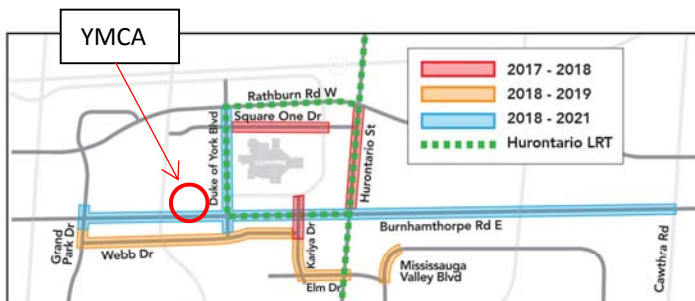 YMCA
2017 - 2018
2018 - 2019
2018 - 2021
Hurontario LRT
Rathburn Rd W
Square One Dr
Duke of York Blvd
Hurontario St
Burnhamthorpe Rd E
Grand
Park Dr
Webb Dr
Kariya Dr
Elm Dr
Mississauga
Valley Blvd
Cawthra Rd